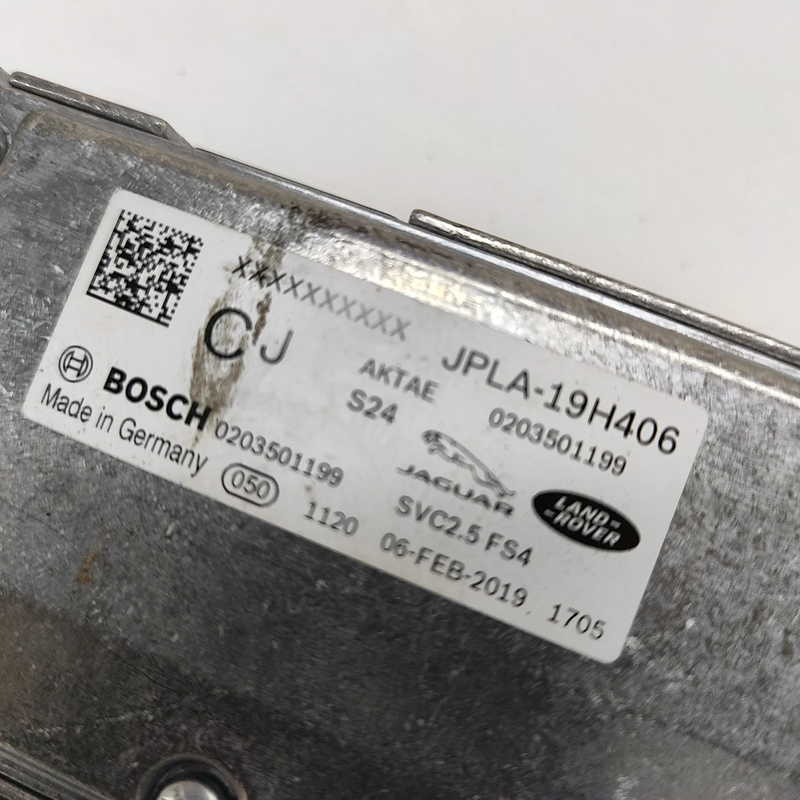 XXXXXXXXXX
JPLA-19H406
CJ
AKTAE
0203501199
S24
BOSCH 0203501199
JAGUAR
LAND-
-ROVER
Made in Germany
050
SVC2.5 FS4
1120
06-FEB-2019
1705